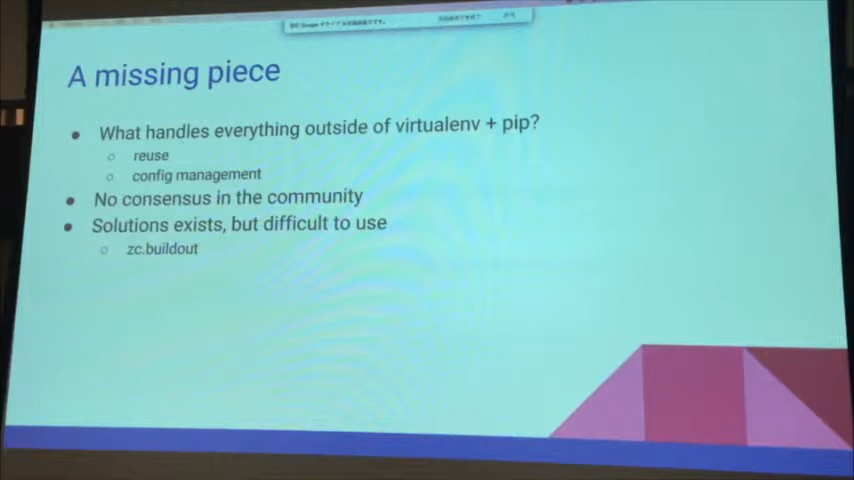 A missing piece
What handles everything outside of virtualenv + pip?
reuse
config management
No consensus in the community
Solutions exists, but difficult to use
zc.buildout